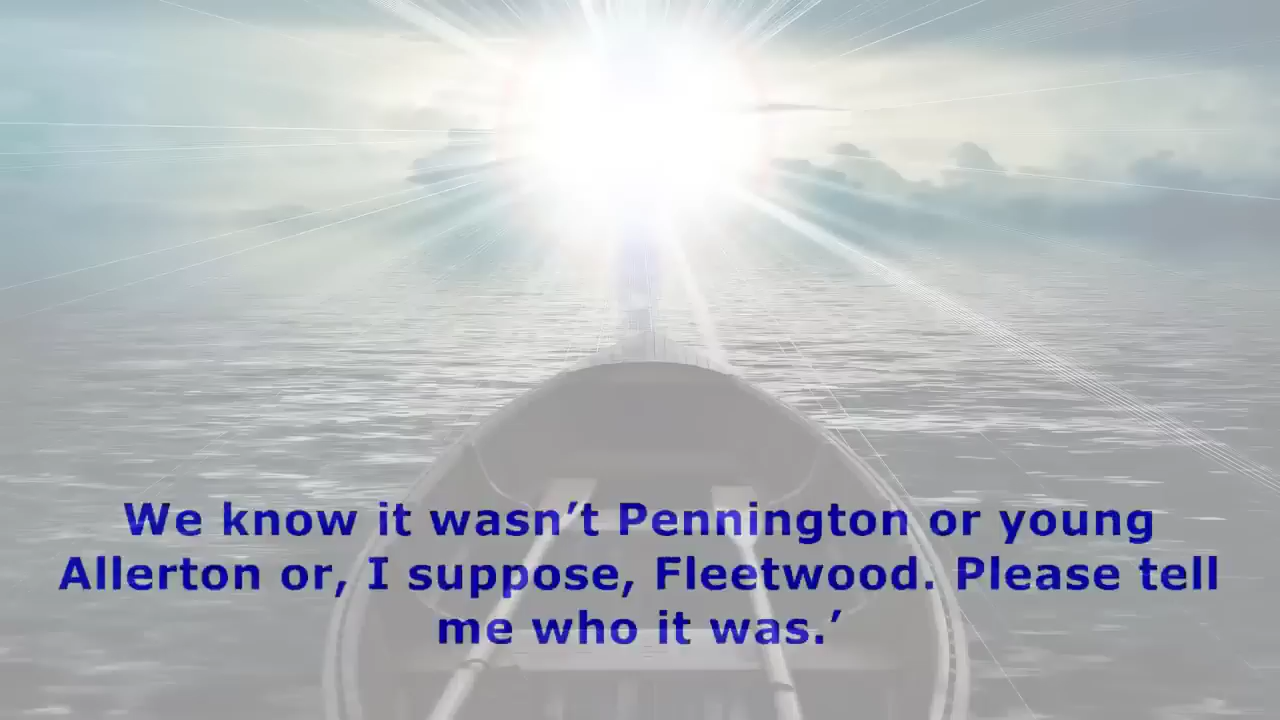 We know it wasn’t Pennington or young
Allerton or, I suppose, Fleetwood. Please tell
me who it was.’